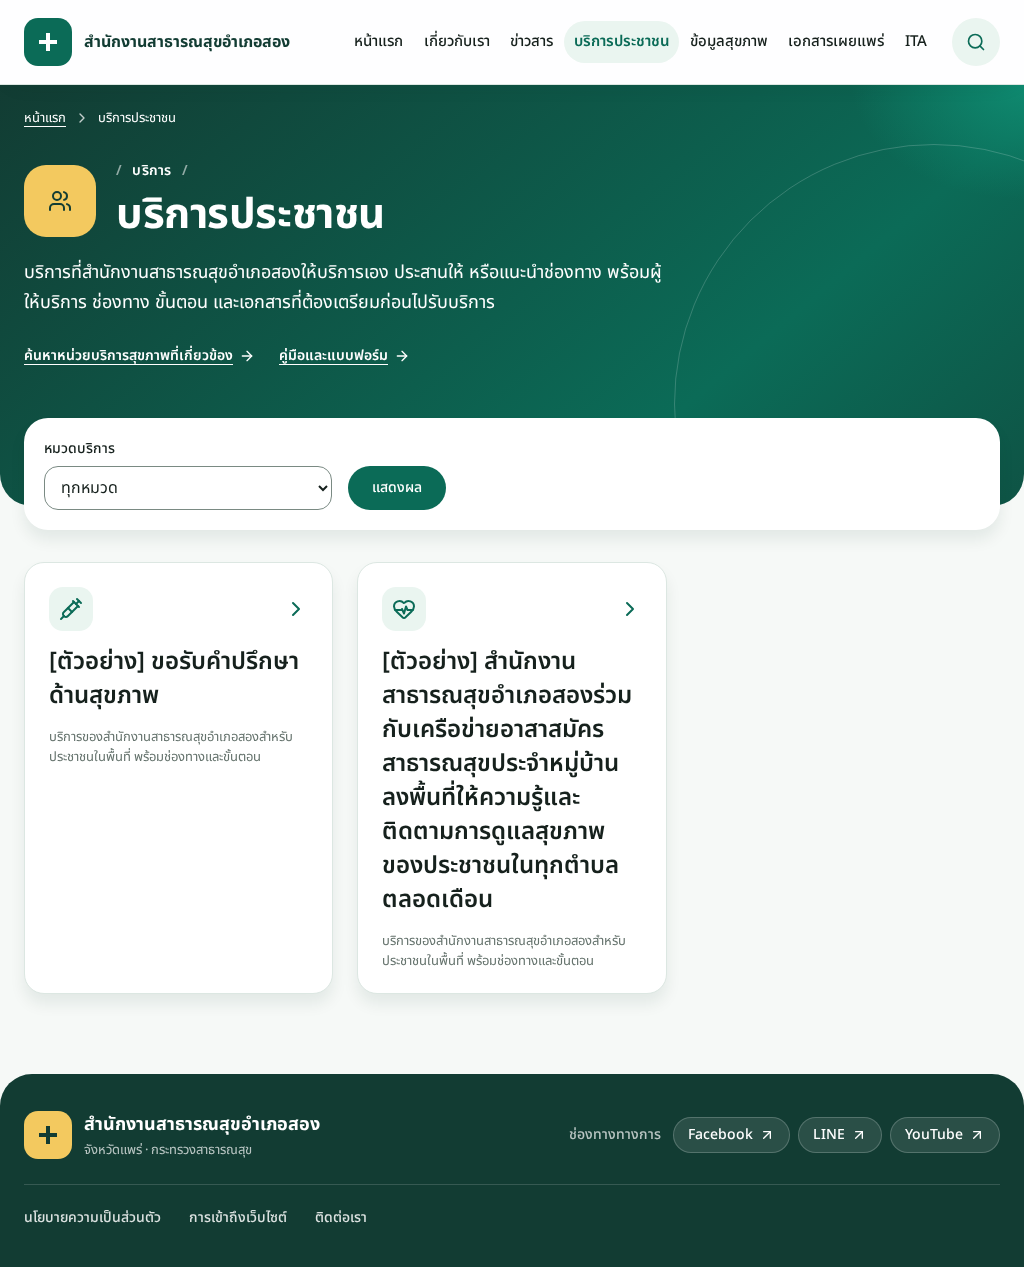 สำนักงานสาธารณสุขอำเภอสอง
หน้าแรก
เกี่ยวกับเรา
ข่าวสาร
บริการประชาชน
ข้อมูลสุขภาพ
เอกสารเผยแพร่
ITA
หน้าแรก
บริการประชาชน
/ บริการ /
บริการประชาชน
บริการที่สำนักงานสาธารณสุขอำเภอสองให้บริการเอง ประสานให้ หรือแนะนำช่องทาง พร้อมผู้
ให้บริการ ช่องทาง ขั้นตอน และเอกสารที่ต้องเตรียมก่อนไปรับบริการ
ค้นหาหน่วยบริการสุขภาพที่เกี่ยวข้อง
คู่มือและแบบฟอร์ม
หมวดบริการ
ทุกหมวด
แสดงผล
[ตัวอย่าง] ขอรับคำปรึกษา
ด้านสุขภาพ
บริการของสำนักงานสาธารณสุขอำเภอสองสำหรับ
ประชาชนในพื้นที่ พร้อมช่องทางและขั้นตอน
[ตัวอย่าง] สำนักงาน
สาธารณสุขอำเภอสองร่วม
กับเครือข่ายอาสาสมัคร
สาธารณสุขประจำหมู่บ้าน
ลงพื้นที่ให้ความรู้และ
ติดตามการดูแลสุขภาพ
ของประชาชนในทุกตำบล
ตลอดเดือน
บริการของสำนักงานสาธารณสุขอำเภอสองสำหรับ
ประชาชนในพื้นที่ พร้อมช่องทางและขั้นตอน
สำนักงานสาธารณสุขอำเภอสอง
จังหวัดแพร่ · กระทรวงสาธารณสุข
ช่องทางทางการ
Facebook
LINE
YouTube
นโยบายความเป็นส่วนตัว
การเข้าถึงเว็บไซต์
ติดต่อเรา